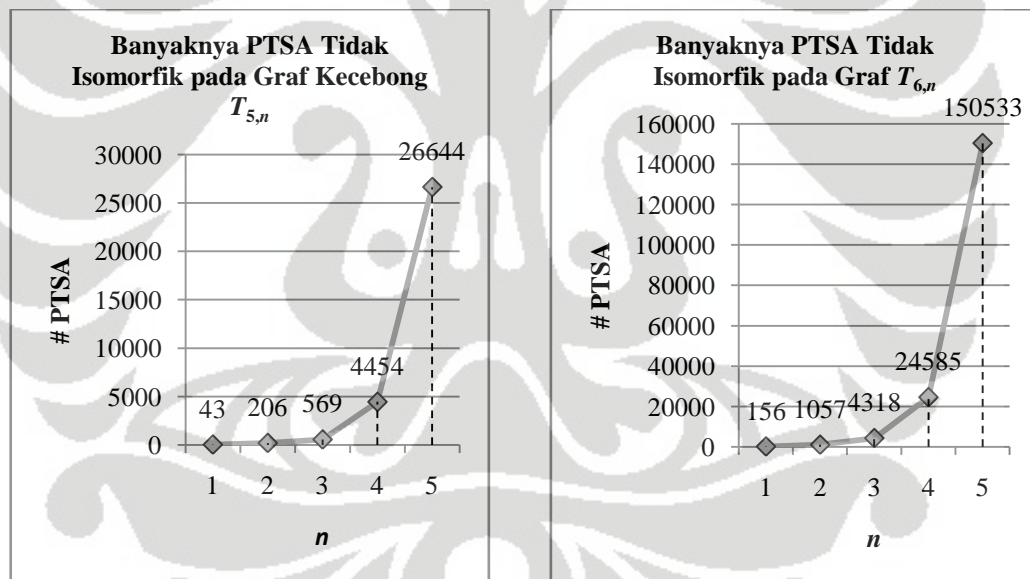 Banyaknya PTSA Tidak
Isomorfik pada Graf Kecebong
T5,n
30000
25000
20000
15000
10000
5000
0
# PTSA
43
206
569
4454
26644
1 2 3 4 5
n
Banyaknya PTSA Tidak
Isomorfik pada Graf T6,n
160000
140000
120000
100000
80000
60000
40000
20000
0
# PTSA
156
1057
4318
24585
150533
1 2 3 4 5
n